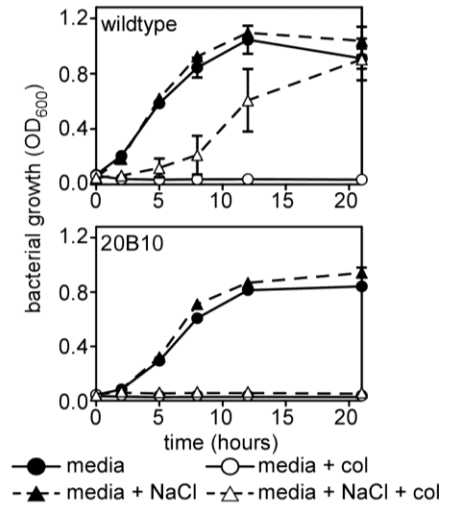 wildtype
1.2
0.8
0.4
0.0
0 5 10 15 20
bacterial growth (OD600)
20B10
1.2
0.8
0.4
0.0
0 5 10 15 20
time (hours)
media media + col
media + NaCl media + NaCl + col